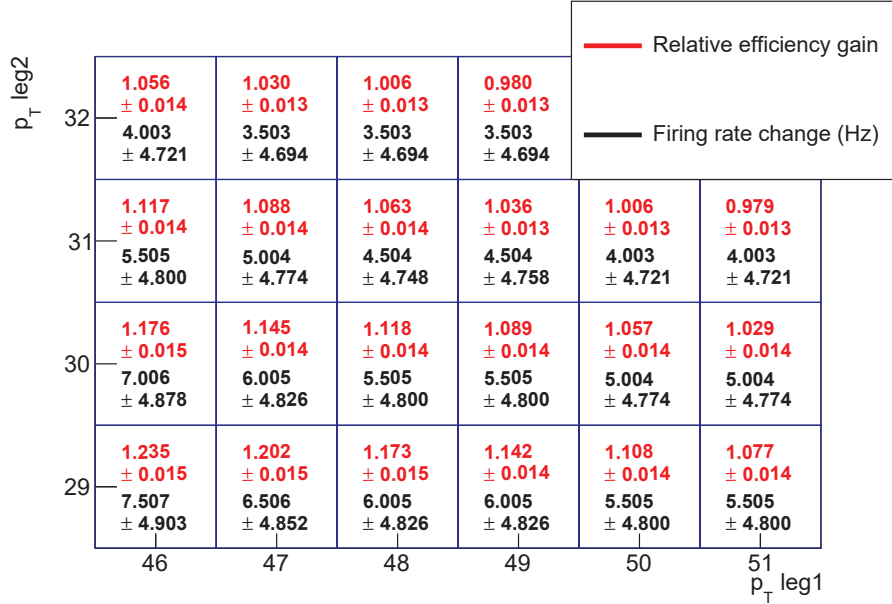 Relative efficiency gain
Firing rate change (Hz)
p_T leg2
32
1.056 1.030 1.006 0.980
± 0.014 ± 0.013 ± 0.013 ± 0.013
4.003 3.503 3.503 3.503
± 4.721 ± 4.694 ± 4.694 ± 4.694
31
1.117 1.088 1.063 1.036 1.006 0.979
± 0.014 ± 0.014 ± 0.014 ± 0.013 ± 0.013 ± 0.013
5.505 5.004 4.504 4.504 4.003 4.003
± 4.800 ± 4.774 ± 4.748 ± 4.758 ± 4.721 ± 4.721
30
1.176 1.145 1.118 1.089 1.057 1.029
± 0.015 ± 0.014 ± 0.014 ± 0.014 ± 0.014 ± 0.014
7.006 6.005 5.505 5.505 5.004 5.004
± 4.878 ± 4.826 ± 4.800 ± 4.800 ± 4.774 ± 4.774
29
1.235 1.202 1.173 1.142 1.108 1.077
± 0.015 ± 0.015 ± 0.015 ± 0.014 ± 0.014 ± 0.014
7.507 6.506 6.005 6.005 5.505 5.505
± 4.903 ± 4.852 ± 4.826 ± 4.826 ± 4.800 ± 4.800
46 47 48 49 50 51
p_T leg1